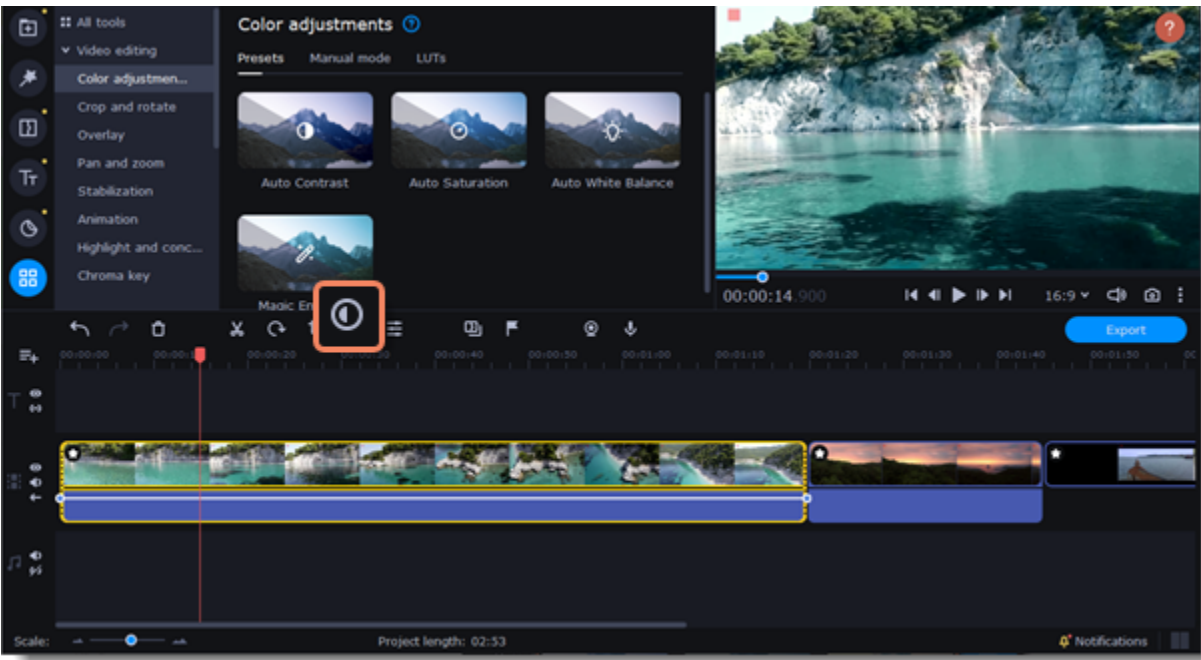 All tools
Video editing
Color adjustmen...
Crop and rotate
Overlay
Pan and zoom
Stabilization
Animation
Highlight and conc...
Chroma key
Color adjustments ?
Presets Manual mode LUTs
Auto Contrast Auto Saturation Auto White Balance
Magic En
?
00:00:14.900
16:9
Export
00:00:00 00:00:20 00:00:40 00:00:50 00:01:00 00:01:10 00:01:20 00:01:30 00:01:40 00:01:50
Scale:
Project length: 02:53
Notifications